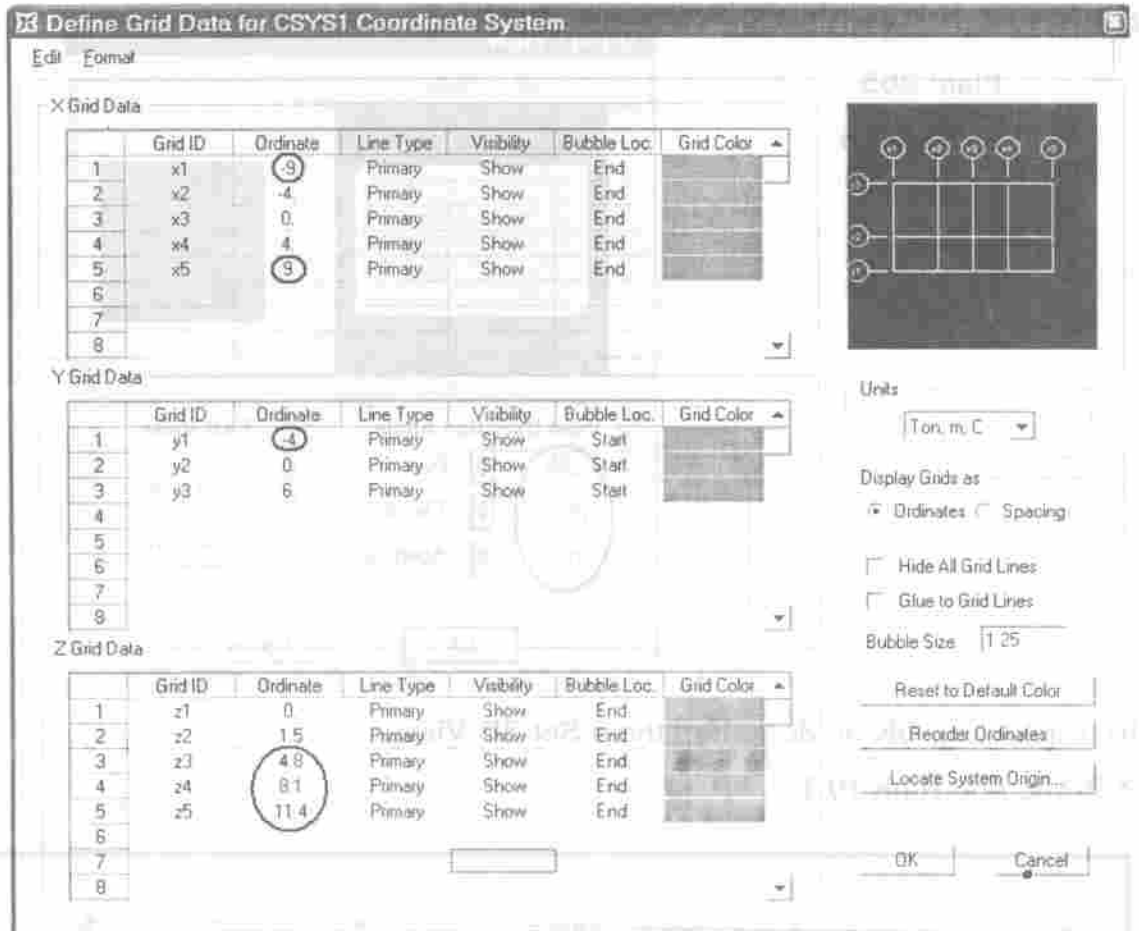 Define Grid Data for CSYS1 Coordinate System
Edit Format
X Grid Data
Grid ID Ordinate Line Type Visibility Bubble Loc. Grid Color
1 x1 -9 Primary Show End
2 x2 -4. Primary Show End
3 x3 0. Primary Show End
4 x4 4. Primary Show End
5 x5 9 Primary Show End
6
7
8
Y Grid Data
Grid ID Ordinate Line Type Visibility Bubble Loc. Grid Color
1 y1 -4 Primary Show Start
2 y2 0. Primary Show Start
3 y3 6. Primary Show Start
4
5
6
7
8
Z Grid Data
Grid ID Ordinate Line Type Visibility Bubble Loc. Grid Color
1 z1 0. Primary Show End
2 z2 1.5 Primary Show End
3 z3 4.8 Primary Show End
4 z4 8.1 Primary Show End
5 z5 11.4 Primary Show End
6
7
8
Units
Ton, m, C
Display Grids as
Ordinates Spacing
Hide All Grid Lines
Glue to Grid Lines
Bubble Size 1.25
Reset to Default Color
Reorder Ordinates
Locate System Origin...
OK Cancel